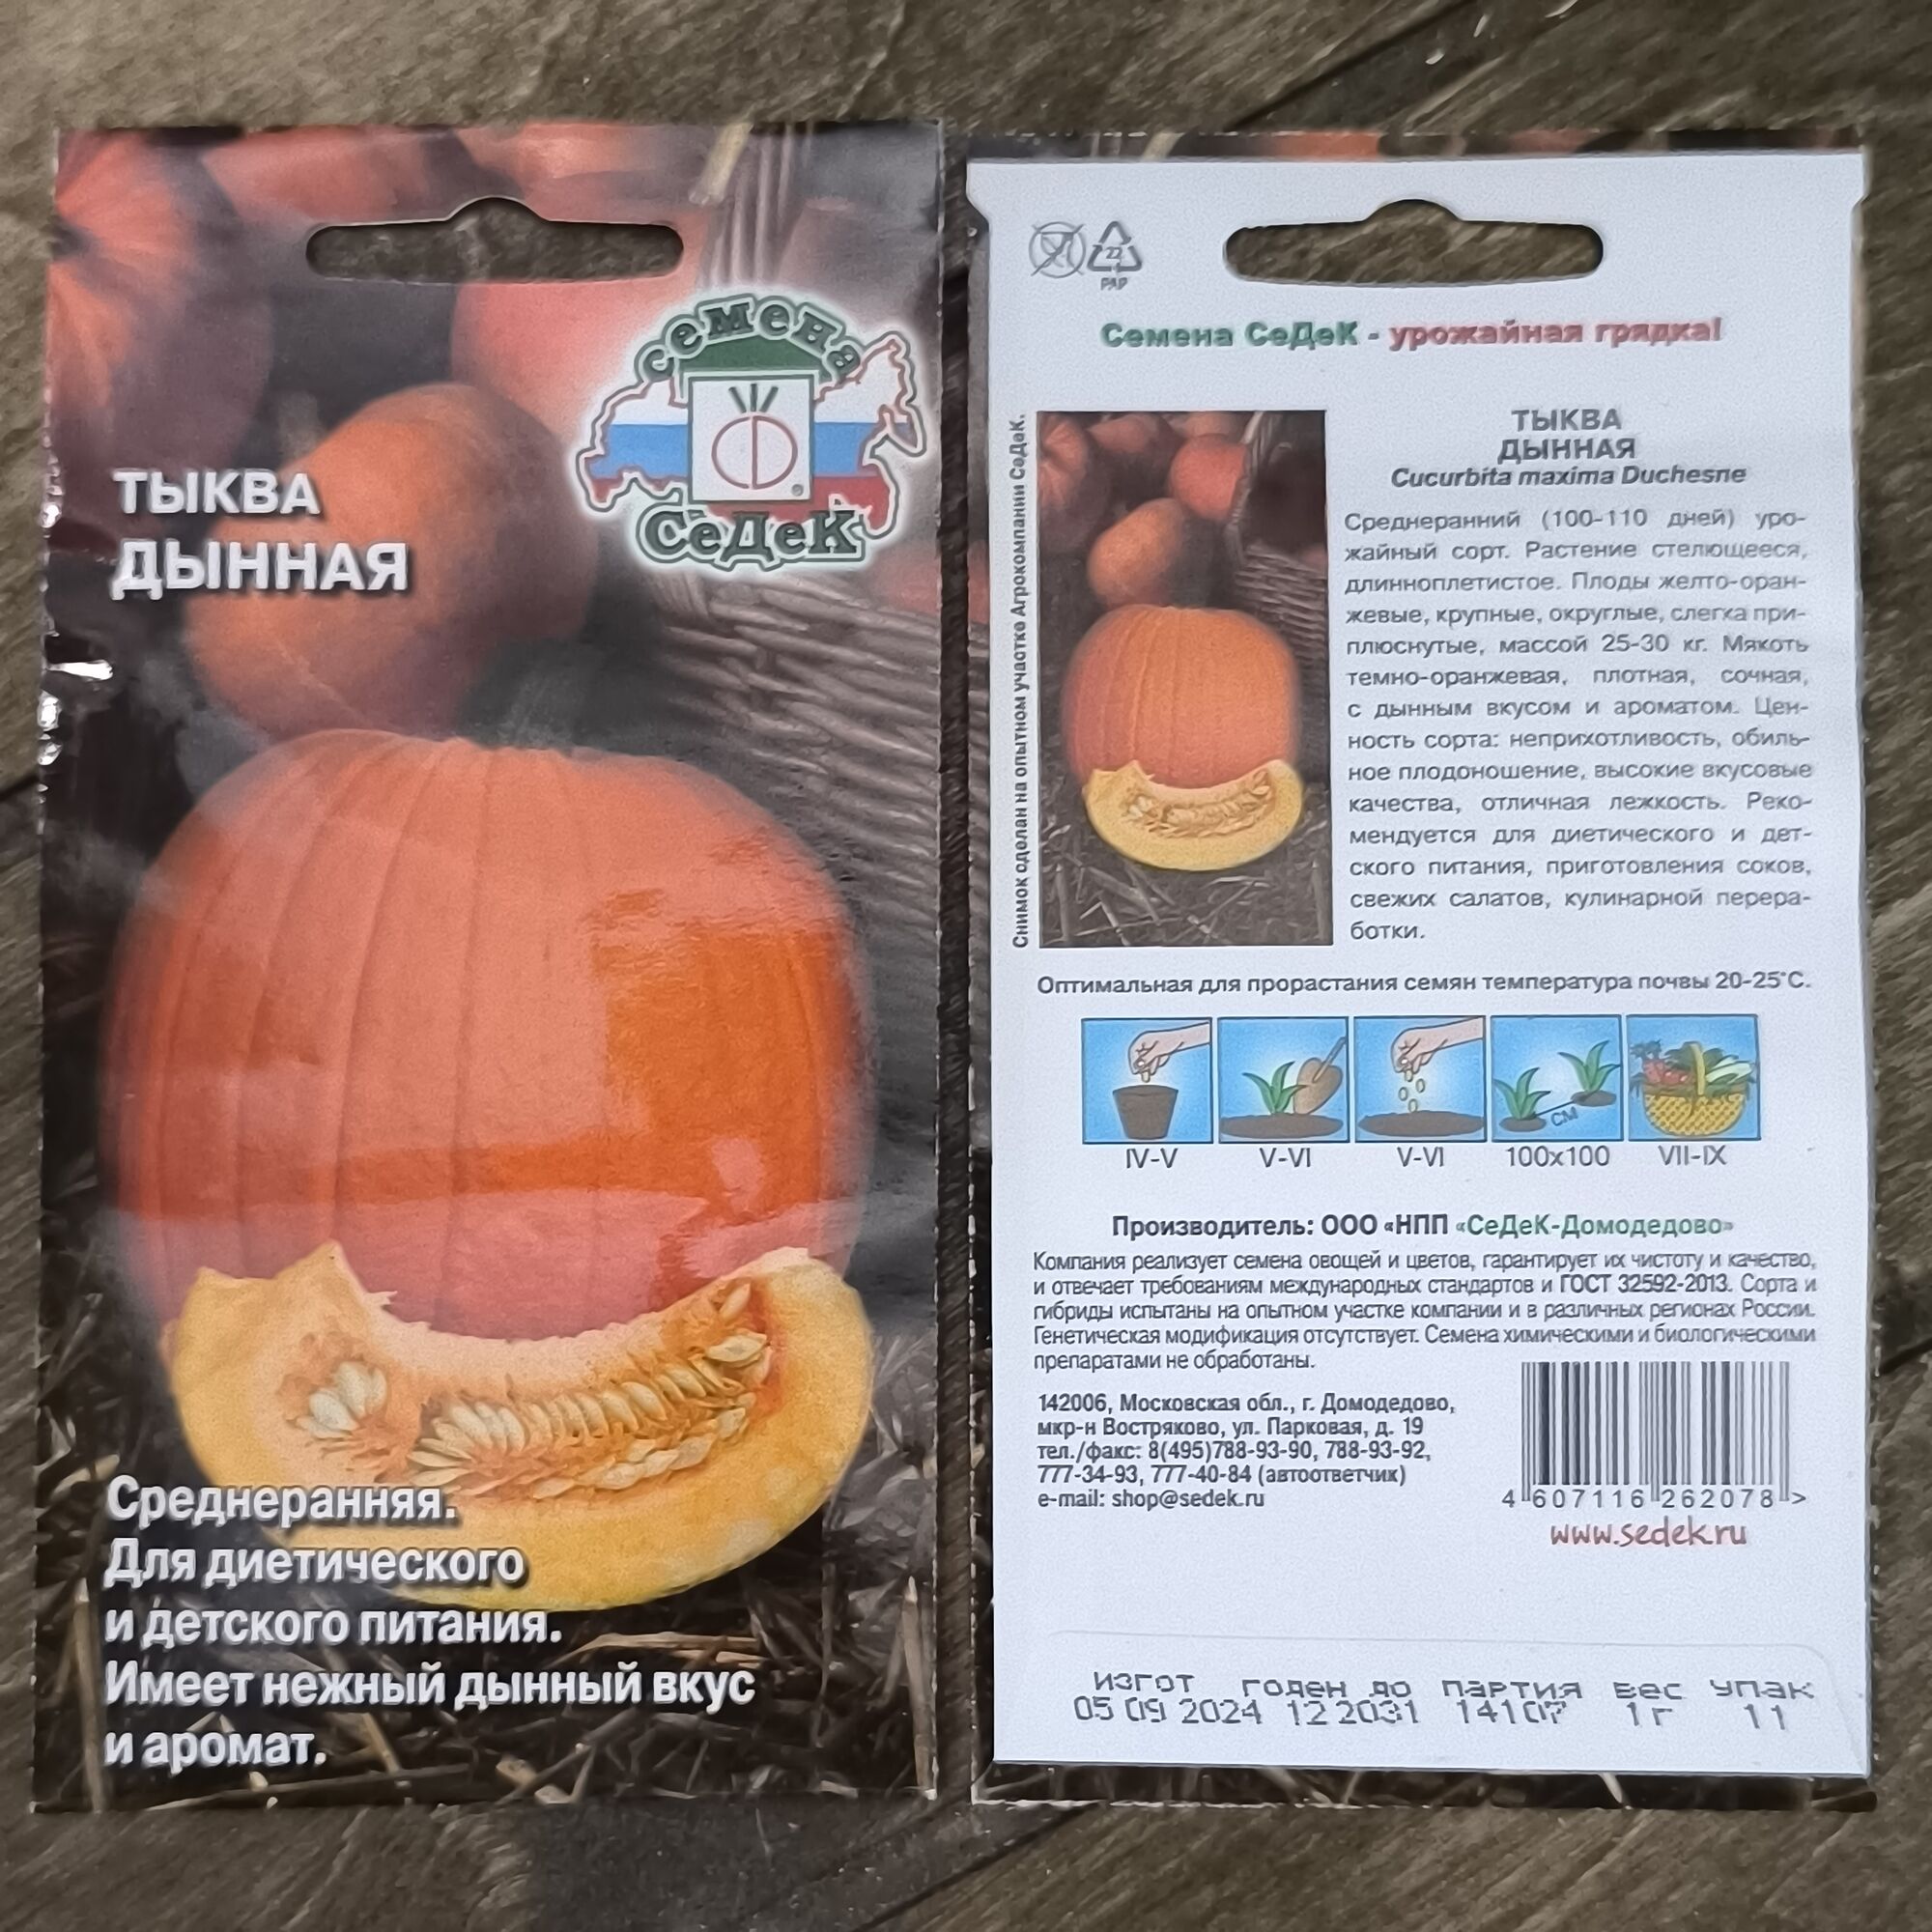 семена
СеДеК
ТЫКВА
ДЫННАЯ
Среднеранняя.
Для диетического
и детского питания.
Имеет нежный дынный вкус
и аромат.
22
PAP
Семена СеДеК - урожайная грядка!
Снимок сделан на опытном участке Агрокомпании СеДеК.
ТЫКВА
ДЫННАЯ
Cucurbita maxima Duchesne
Среднеранний (100-110 дней) уро-
жайный сорт. Растение стелющееся,
длинноплетистое. Плоды желто-оран-
жевые, крупные, округлые, слегка при-
плюснутые, массой 25-30 кг. Мякоть
темно-оранжевая, плотная, сочная,
с дынным вкусом и ароматом. Цен-
ность сорта: неприхотливость, обиль-
ное плодоношение, высокие вкусовые
качества, отличная лежкость. Реко-
мендуется для диетического и дет-
ского питания, приготовления соков,
свежих салатов, кулинарной перера-
ботки.
Оптимальная для прорастания семян температура почвы 20-25°С.
СМ
IV-V V-VI V-VI 100x100 VII-IX
Производитель: ООО «НПП «СеДеК-Домодедово»
Компания реализует семена овощей и цветов, гарантирует их чистоту и качество,
и отвечает требованиям международных стандартов и ГОСТ 32592-2013. Сорта и
гибриды испытаны на опытном участке компании и в различных регионах России.
Генетическая модификация отсутствует. Семена химическими и биологическими
препаратами не обработаны.
142006, Московская обл., г. Домодедово,
мкр-н Востряково, ул. Парковая, д. 19
тел./факс: 8(495)788-93-90, 788-93-92,
777-34-93, 777-40-84 (автоответчик)
e-mail: shop@sedek.ru
4 607116 262078 >
www.sedek.ru
ИЗГОТ ГОДЕН ДО ПАРТИЯ ВЕС УПАК
05 09 2024 12 2031 14107 1 Г 11